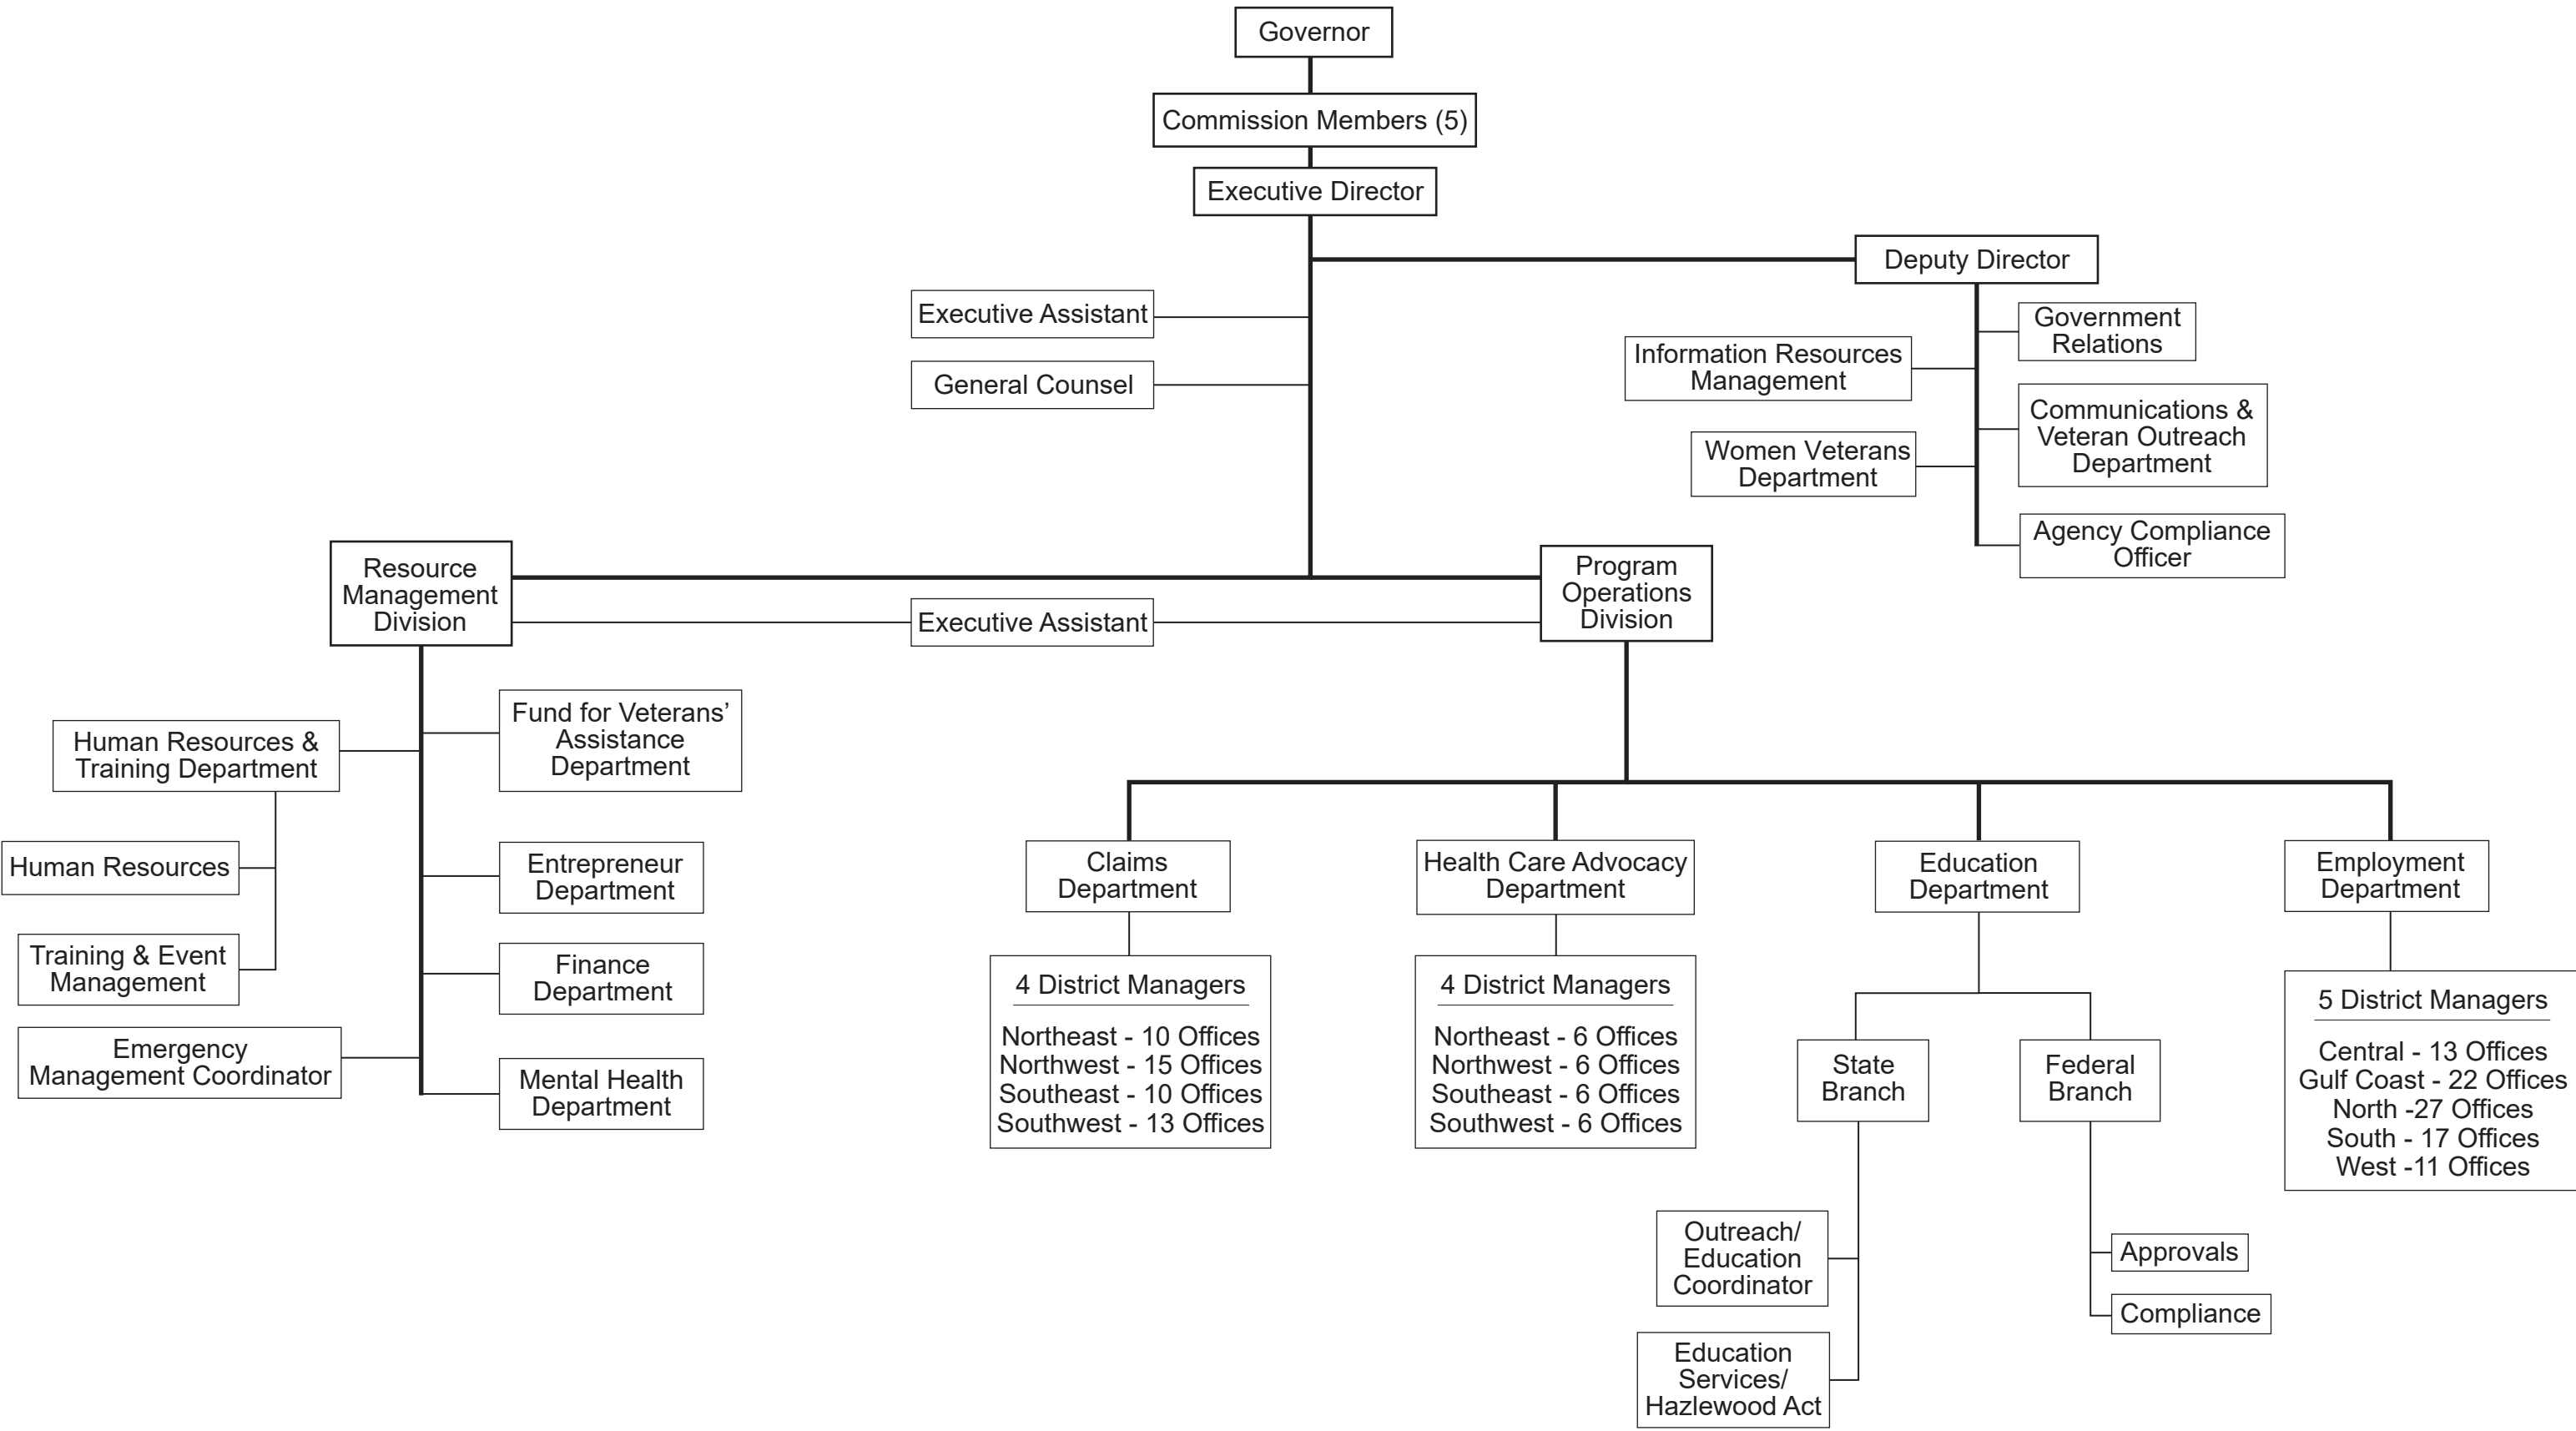 Governor
Commission Members (5)
Executive Director
Deputy Director
Executive Assistant
General Counsel
Government
Relations
Information Resources
Management
Communications &
Veteran Outreach
Department
Women Veterans
Department
Agency Compliance
Officer
Resource
Management
Division
Executive Assistant
Program
Operations
Division
Human Resources &
Training Department
Human Resources
Training & Event
Management
Emergency
Management Coordinator
Fund for Veterans’
Assistance
Department
Entrepreneur
Department
Finance
Department
Mental Health
Department
Claims
Department
4 District Managers
Northeast - 10 Offices
Northwest - 15 Offices
Southeast - 10 Offices
Southwest - 13 Offices
Health Care Advocacy
Department
4 District Managers
Northeast - 6 Offices
Northwest - 6 Offices
Southeast - 6 Offices
Southwest - 6 Offices
Education
Department
State
Branch
Outreach/
Education
Coordinator
Education
Services/
Hazlewood Act
Federal
Branch
Approvals
Compliance
Employment
Department
5 District Managers
Central - 13 Offices
Gulf Coast - 22 Offices
North -27 Offices
South - 17 Offices
West -11 Offices